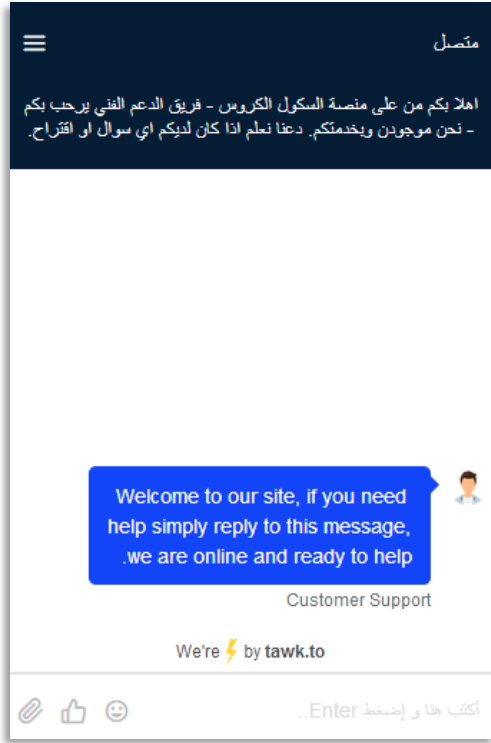 متصل
اهلا بكم من على منصة السكول الكروس - فريق الدعم الفني يرحب بكم
- نحن موجودن وبخدمتكم. دعنا نعلم اذا كان لديكم اي سوال او اقتراح.
Welcome to our site, if you need
help simply reply to this message,
.we are online and ready to help
Customer Support
We're by tawk.to
أكتب هنا و إضغط Enter..